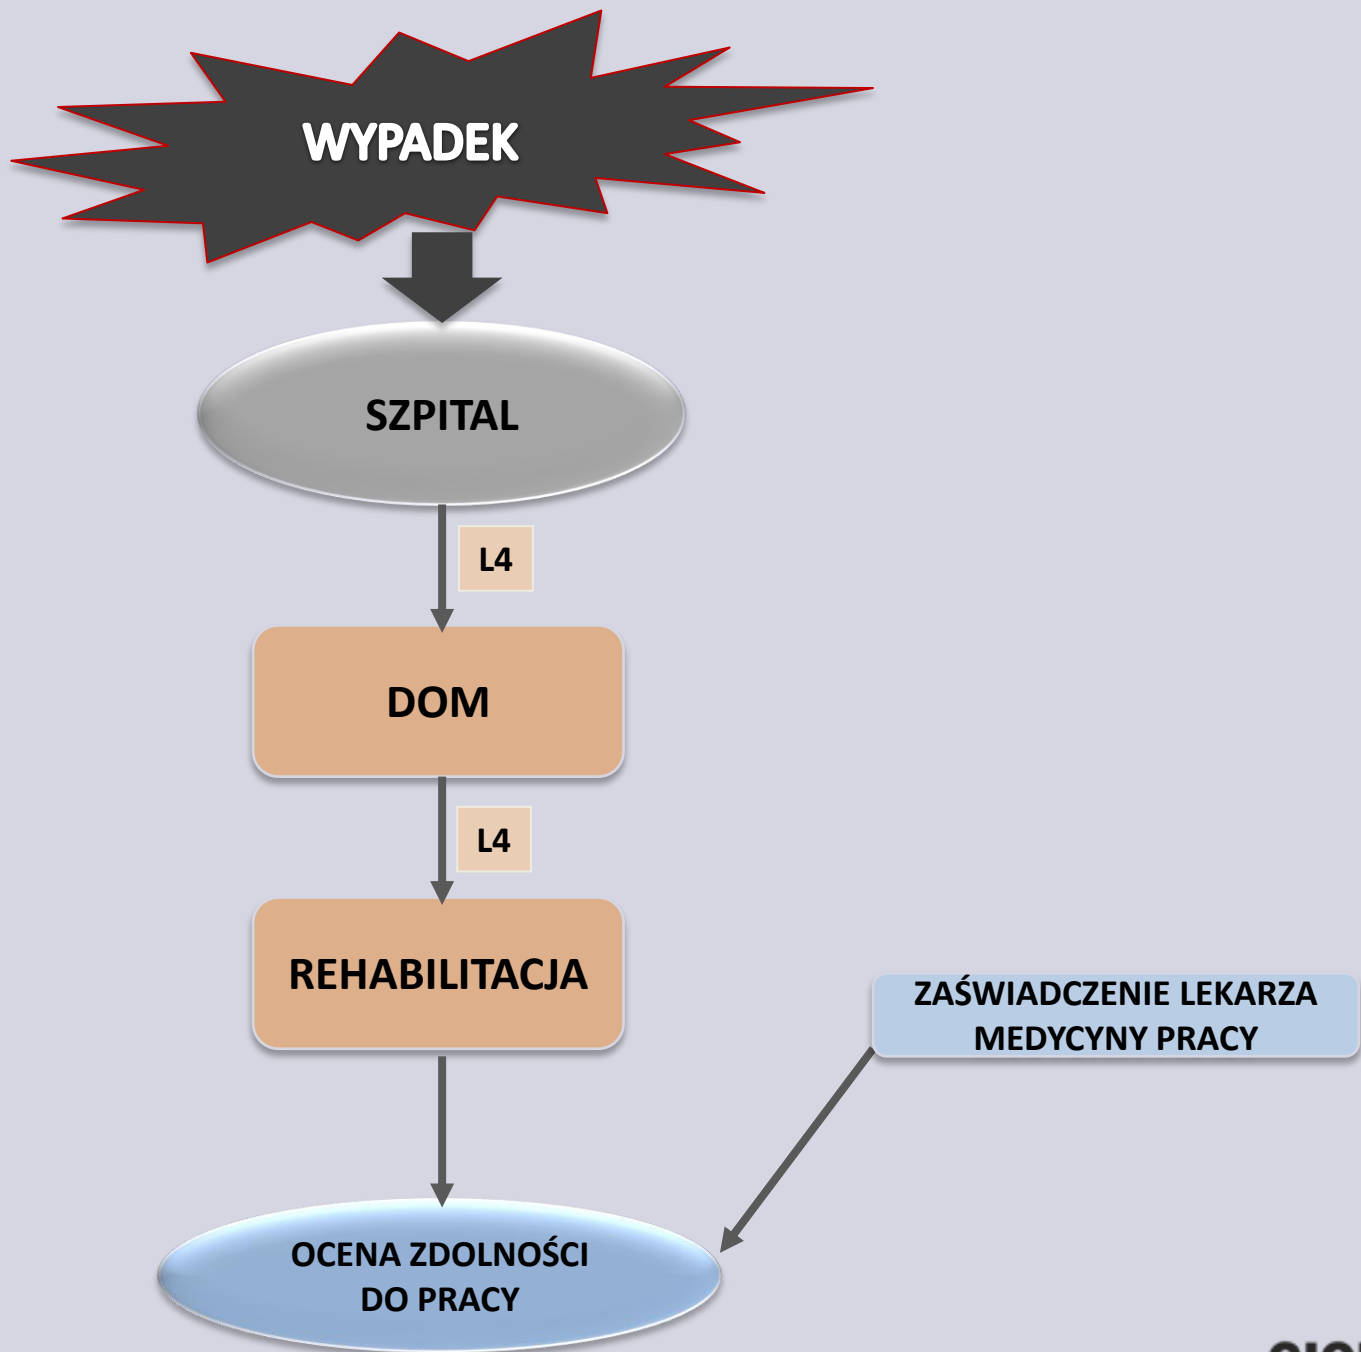 WYPADEK
SZPITAL
L4
DOM
L4
REHABILITACJA
ZAŚWIADCZENIE LEKARZA
MEDYCYNY PRACY
OCENA ZDOLNOŚCI
DO PRACY